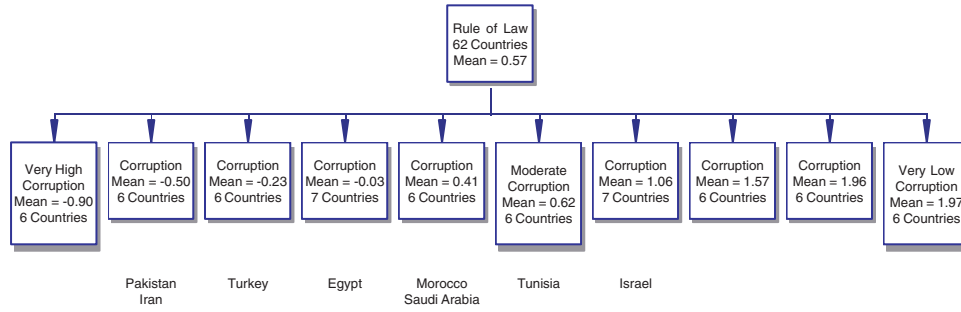 Rule of Law
62 Countries
Mean = 0.57
Very High
Corruption
Mean = -0.90
6 Countries
Corruption
Mean = -0.50
6 Countries
Corruption
Mean = -0.23
6 Countries
Corruption
Mean = -0.03
7 Countries
Corruption
Mean = 0.41
6 Countries
Moderate
Corruption
Mean = 0.62
6 Countries
Corruption
Mean = 1.06
7 Countries
Corruption
Mean = 1.57
6 Countries
Corruption
Mean = 1.96
6 Countries
Very Low
Corruption
Mean = 1.97
6 Countries
Pakistan
Iran
Turkey
Egypt
Morocco
Saudi Arabia
Tunisia
Israel